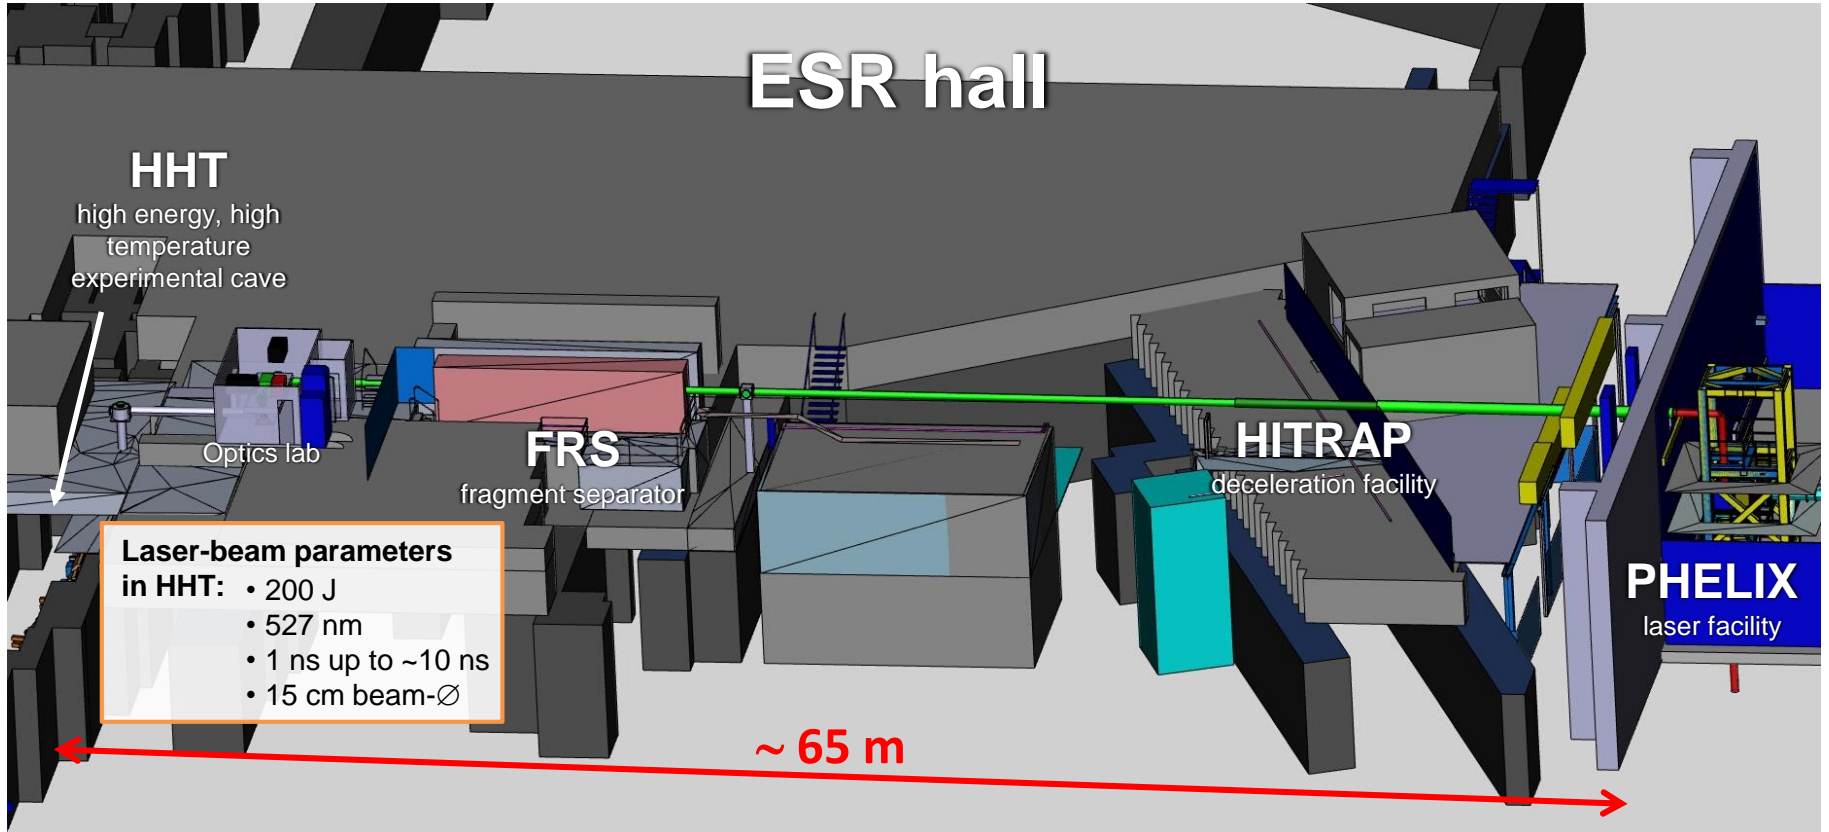 ESR hall
HHT
high energy, high
temperature
experimental cave
Optics lab
FRS
fragment separator
HITRAP
deceleration facility
PHELIX
laser facility
Laser-beam parameters
in HHT: • 200 J
• 527 nm
• 1 ns up to ~10 ns
• 15 cm beam-∅
~ 65 m